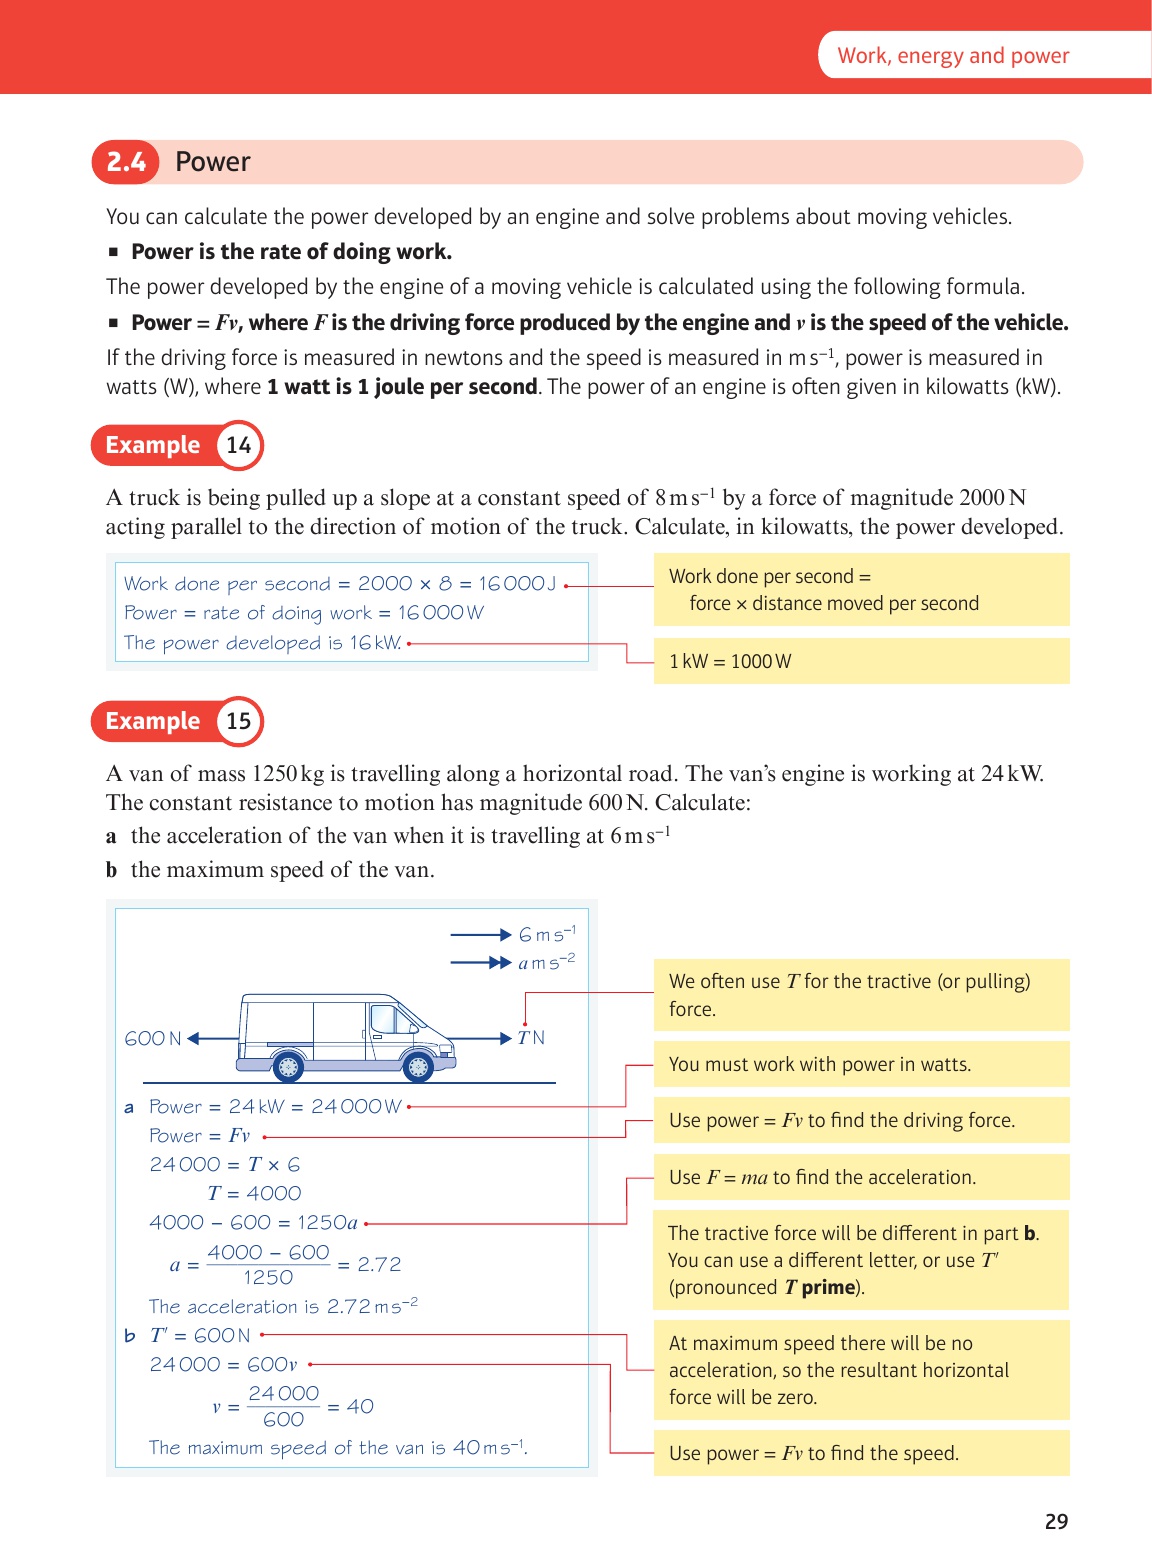 Work, energy and power
2.4 Power
You can calculate the power developed by an engine and solve problems about moving vehicles.
▪ Power is the rate of doing work.
The power developed by the engine of a moving vehicle is calculated using the following formula.
▪ Power = Fv, where F is the driving force produced by the engine and v is the speed of the vehicle.
If the driving force is measured in newtons and the speed is measured in m s⁻¹, power is measured in
watts (W), where 1 watt is 1 joule per second. The power of an engine is often given in kilowatts (kW).
Example 14
A truck is being pulled up a slope at a constant speed of 8 m s⁻¹ by a force of magnitude 2000 N
acting parallel to the direction of motion of the truck. Calculate, in kilowatts, the power developed.
Work done per second = 2000 × 8 = 16 000 J
Power = rate of doing work = 16 000 W
The power developed is 16 kW.
Work done per second =
force × distance moved per second
1 kW = 1000 W
Example 15
A van of mass 1250 kg is travelling along a horizontal road. The van's engine is working at 24 kW.
The constant resistance to motion has magnitude 600 N. Calculate:
a the acceleration of the van when it is travelling at 6 m s⁻¹
b the maximum speed of the van.
6 m s⁻¹
a m s⁻²
600 N
T N
a Power = 24 kW = 24 000 W
Power = Fv
24 000 = T × 6
T = 4000
4000 − 600 = 1250a
a = (4000 − 600)/1250 = 2.72
The acceleration is 2.72 m s⁻²
b T′ = 600 N
24 000 = 600v
v = 24 000/600 = 40
The maximum speed of the van is 40 m s⁻¹.
We often use T for the tractive (or pulling)
force.
You must work with power in watts.
Use power = Fv to find the driving force.
Use F = ma to find the acceleration.
The tractive force will be different in part b.
You can use a different letter, or use T′
(pronounced T prime).
At maximum speed there will be no
acceleration, so the resultant horizontal
force will be zero.
Use power = Fv to find the speed.
29